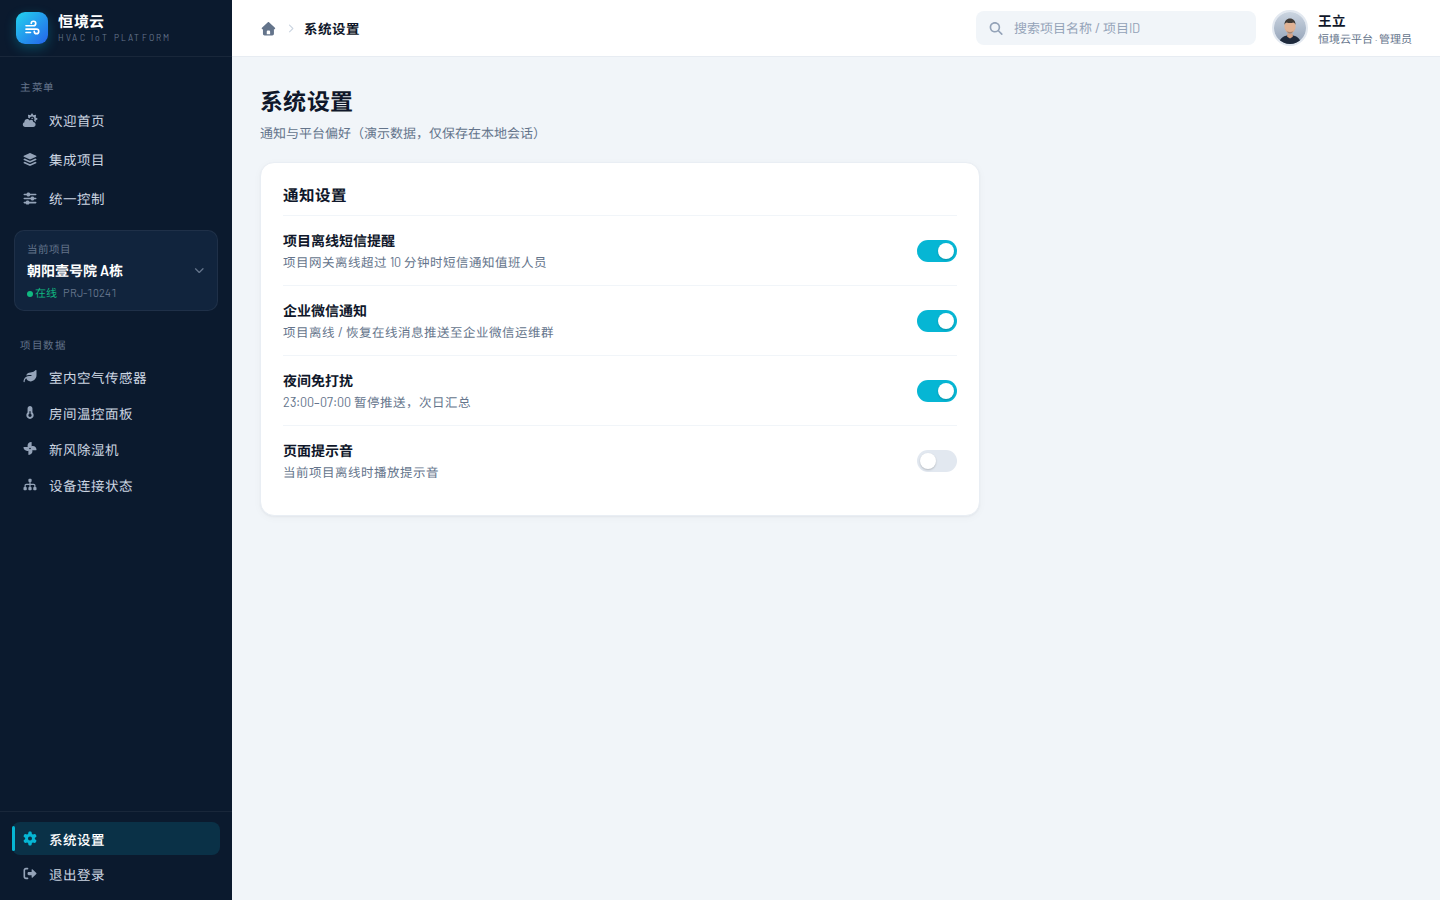 恒境云
HVAC IoT PLATFORM
主菜单
欢迎首页
集成项目
统一控制
当前项目
朝阳壹号院 A栋
在线 PRJ-10241
项目数据
室内空气传感器
房间温控面板
新风除湿机
设备连接状态
系统设置
退出登录
系统设置
搜索项目名称 / 项目ID
王立
恒境云平台 · 管理员
系统设置
通知与平台偏好（演示数据，仅保存在本地会话）
通知设置
项目离线短信提醒
项目网关离线超过 10 分钟时短信通知值班人员
企业微信通知
项目离线 / 恢复在线消息推送至企业微信运维群
夜间免打扰
23:00–07:00 暂停推送，次日汇总
页面提示音
当前项目离线时播放提示音